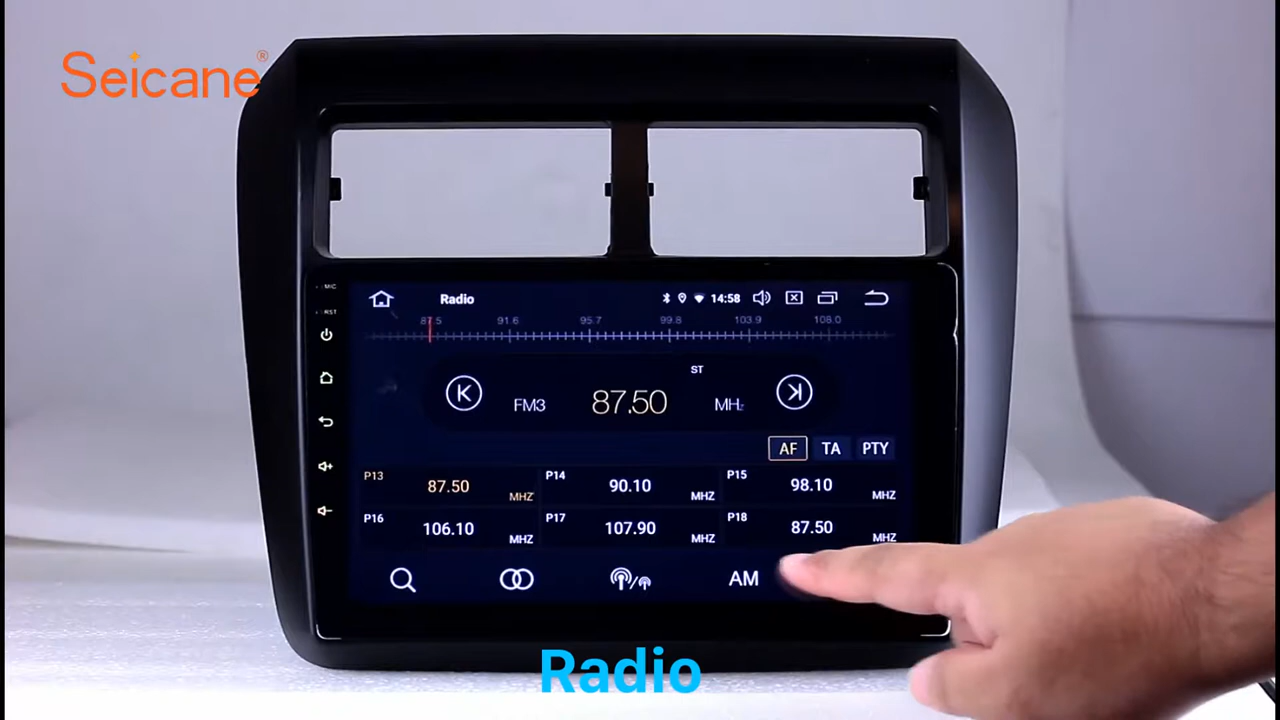 Seicane®
MIC
Radio
14:58
RST
87.5 91.6 95.7 99.8 103.9 108.0
ST
FM3 87.50 MHz
AF TA PTY
P13 87.50 MHZ P14 90.10 MHZ P15 98.10 MHZ
P16 106.10 MHZ P17 107.90 MHZ P18 87.50 MHZ
AM
Radio